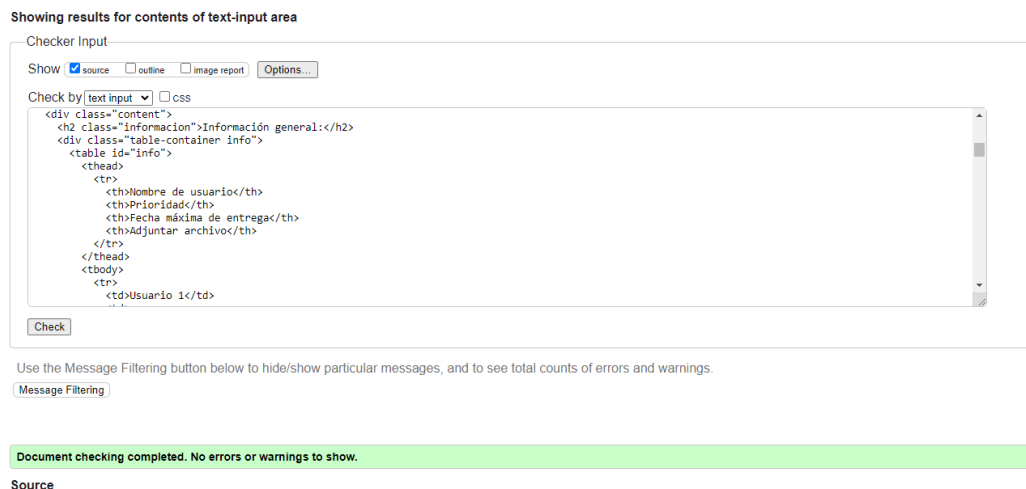 Showing results for contents of text-input area
Checker Input
Show source outline image report Options...
Check by text input css
<div class="content">
<h2 class="informacion">Información general:</h2>
<div class="table-container info">
<table id="info">
<thead>
<tr>
<th>Nombre de usuario</th>
<th>Prioridad</th>
<th>Fecha máxima de entrega</th>
<th>Adjuntar archivo</th>
</tr>
</thead>
<tbody>
<tr>
<td>Usuario 1</td>
Check
Use the Message Filtering button below to hide/show particular messages, and to see total counts of errors and warnings.
Message Filtering
Document checking completed. No errors or warnings to show.
Source